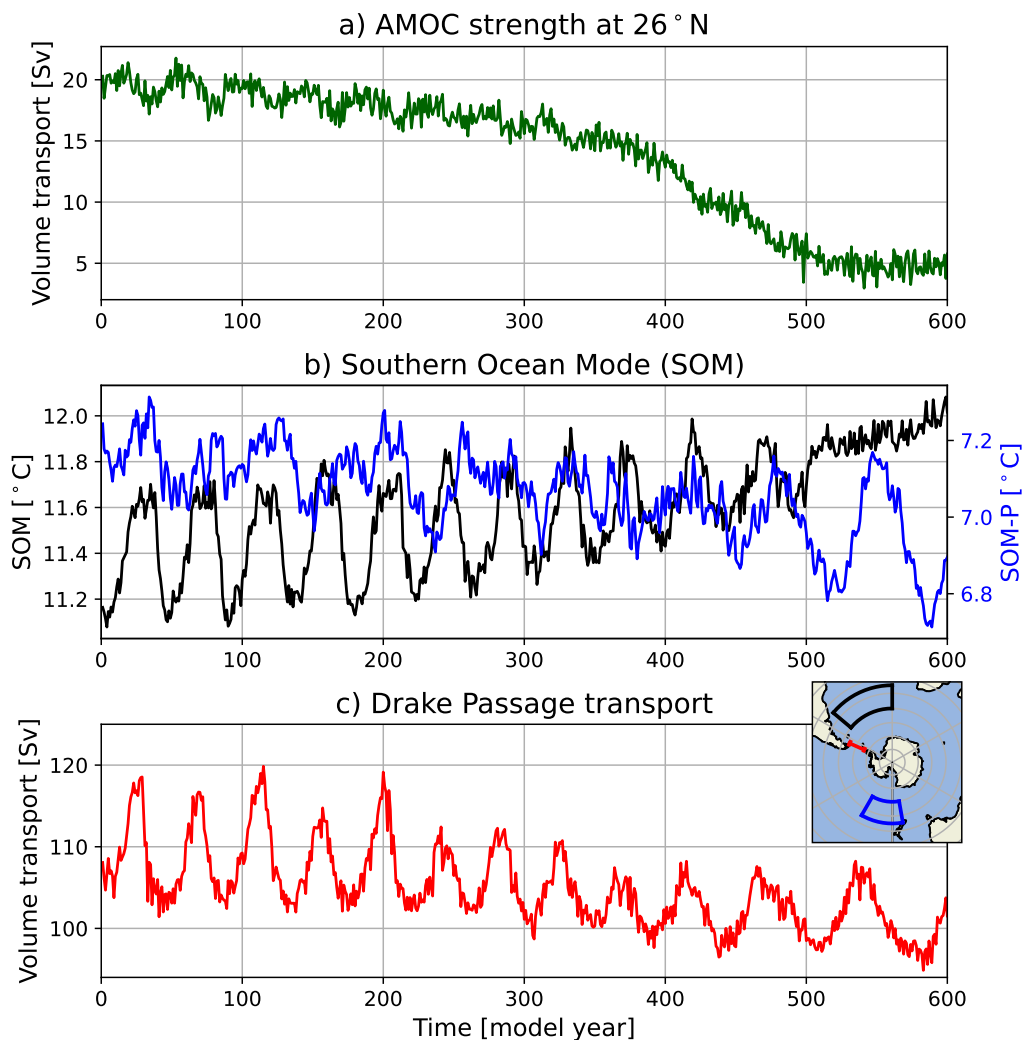 a) AMOC strength at 26°N
Volume transport [Sv]
20
15
10
5
0 100 200 300 400 500 600
b) Southern Ocean Mode (SOM)
SOM [°C]
12.0
11.8
11.6
11.4
11.2
7.2
7.0
6.8
SOM-P [°C]
0 100 200 300 400 500 600
c) Drake Passage transport
Volume transport [Sv]
120
110
100
0 100 200 300 400 500 600
Time [model year]